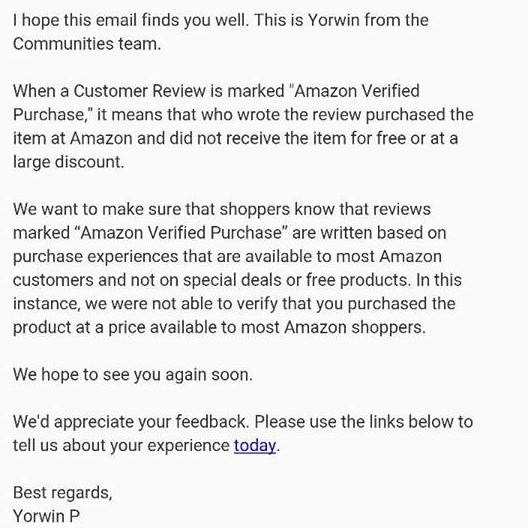 I hope this email finds you well. This is Yorwin from the
Communities team.
When a Customer Review is marked "Amazon Verified
Purchase," it means that who wrote the review purchased the
item at Amazon and did not receive the item for free or at a
large discount.
We want to make sure that shoppers know that reviews
marked “Amazon Verified Purchase” are written based on
purchase experiences that are available to most Amazon
customers and not on special deals or free products. In this
instance, we were not able to verify that you purchased the
product at a price available to most Amazon shoppers.
We hope to see you again soon.
We'd appreciate your feedback. Please use the links below to
tell us about your experience today.
Best regards,
Yorwin P